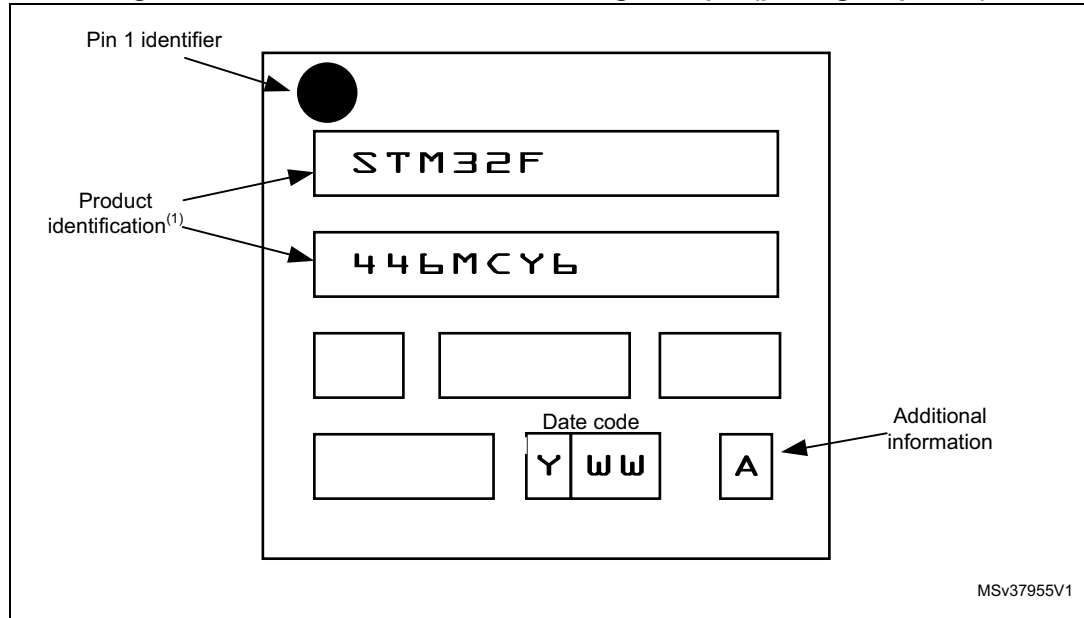 Pin 1 identifier
STM32F
Product
identification(1)
446MCY6
Date code
Y WW
A
Additional
information
MSv37955V1